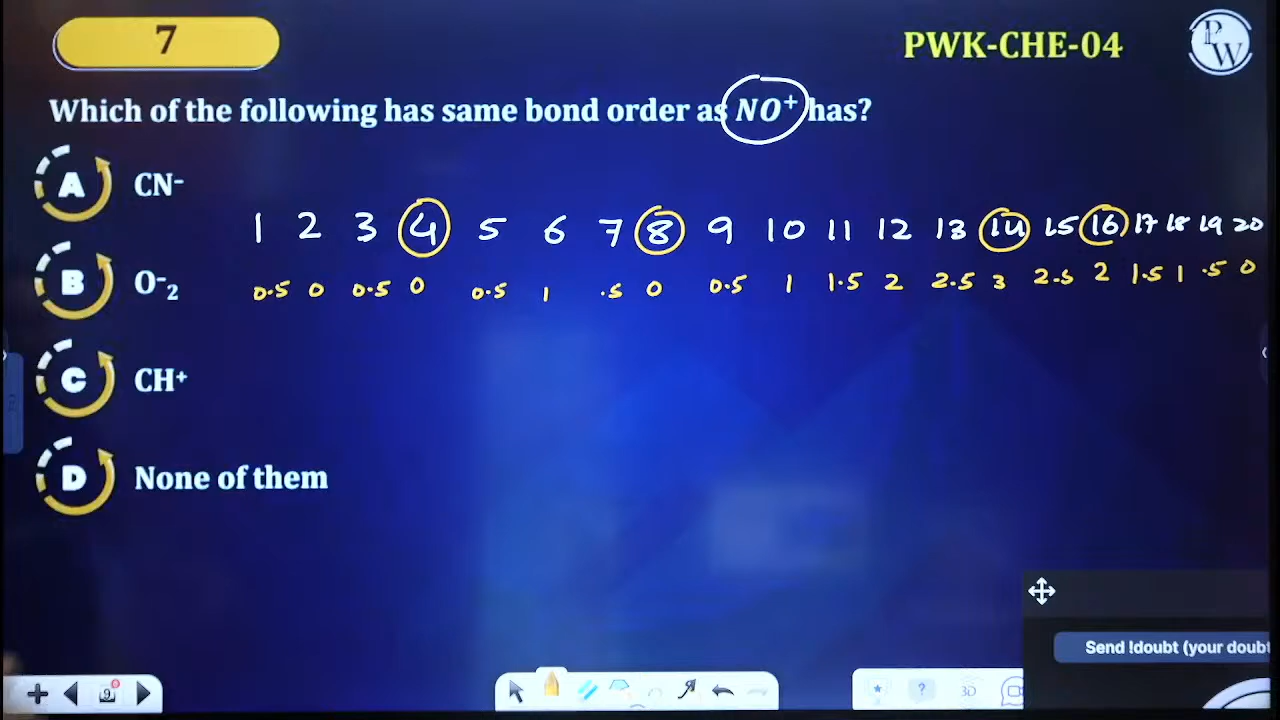 7
PWK-CHE-04
PW
Which of the following has same bond order as NO⁺ has?
A CN⁻
1 2 3 4 5 6 7 8 9 10 11 12 13 14 15 16 17 18 19 20
B O⁻₂
0.5 0 0.5 0 0.5 1 .5 0 0.5 1 1.5 2 2.5 3 2.5 2 1.5 1 .5 0
C CH⁺
D None of them
Send !doubt (your doubt
+ 9 ? 3D